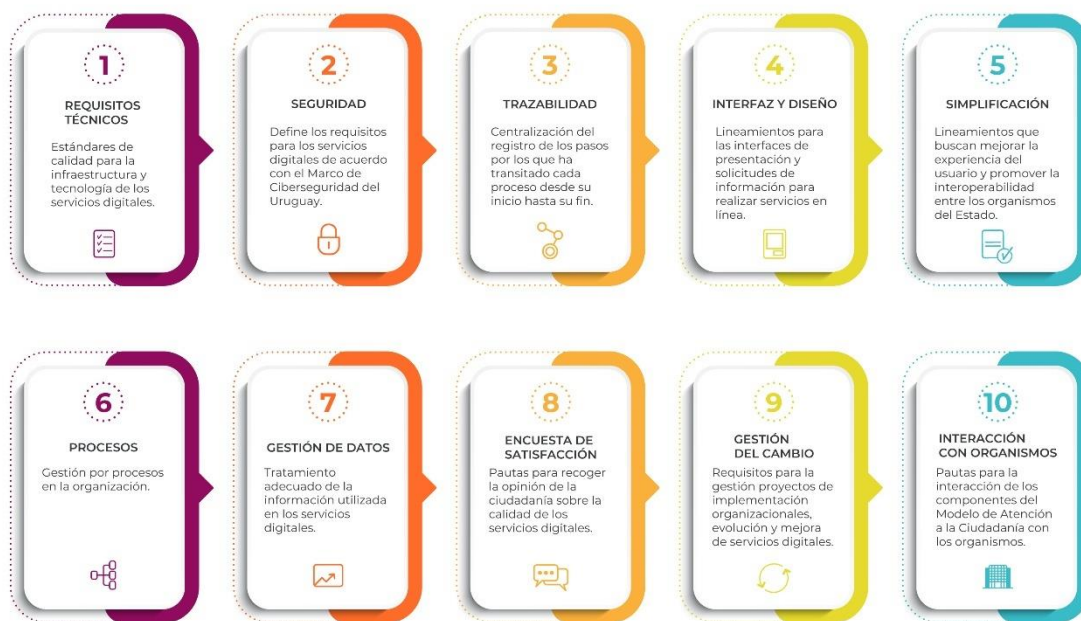 1
REQUISITOS
TÉCNICOS
Estándares de
calidad para la
infraestructura y
tecnología de los
servicios digitales.
2
SEGURIDAD
Define los requisitos
para los servicios
digitales de acuerdo
con el Marco de
Ciberseguridad del
Uruguay.
3
TRAZABILIDAD
Centralización del
registro de los pasos
por los que ha
transitado cada
proceso desde su
inicio hasta su fin.
4
INTERFAZ Y DISEÑO
Lineamientos para
las interfaces de
presentación y
solicitudes de
información para
realizar servicios en
línea.
5
SIMPLIFICACIÓN
Lineamientos que
buscan mejorar la
experiencia del
usuario y promover la
interoperabilidad
entre los organismos
del Estado.
6
PROCESOS
Gestión por procesos
en la organización.
7
GESTIÓN DE DATOS
Tratamiento
adecuado de la
información utilizada
en los servicios
digitales.
8
ENCUESTA DE
SATISFACCIÓN
Pautas para recoger
la opinión de la
ciudadanía sobre la
calidad de los
servicios digitales.
9
GESTIÓN
DEL CAMBIO
Requisitos para la
gestión proyectos de
implementación
organizacionales,
evolución y mejora
de servicios digitales.
10
INTERACCIÓN
CON ORGANISMOS
Pautas para la
interacción de los
componentes del
Modelo de Atención
a la Ciudadanía con
los organismos.